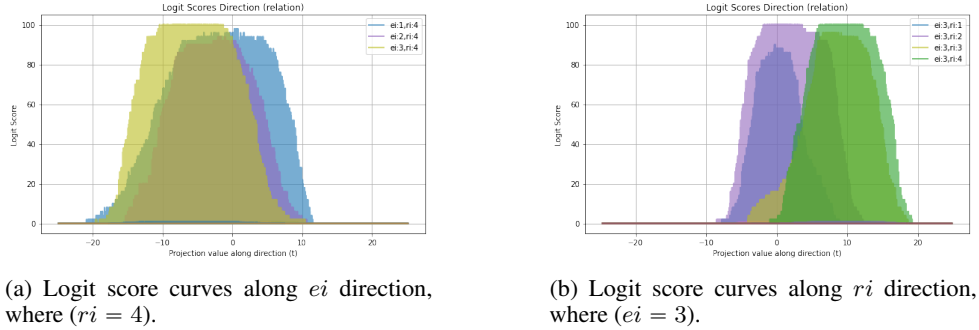 Logit Scores Direction (relation)
Logit Score
100
80
60
40
20
0
ei:1,ri:4
ei:2,ri:4
ei:3,ri:4
−20
−10
0
10
20
Projection value along direction (t)
Logit Scores Direction (relation)
Logit Score
100
80
60
40
20
0
ei:3,ri:1
ei:3,ri:2
ei:3,ri:3
ei:3,ri:4
−20
−10
0
10
20
Projection value along direction (t)
(a) Logit score curves along ei direction,
where (ri = 4).
(b) Logit score curves along ri direction,
where (ei = 3).